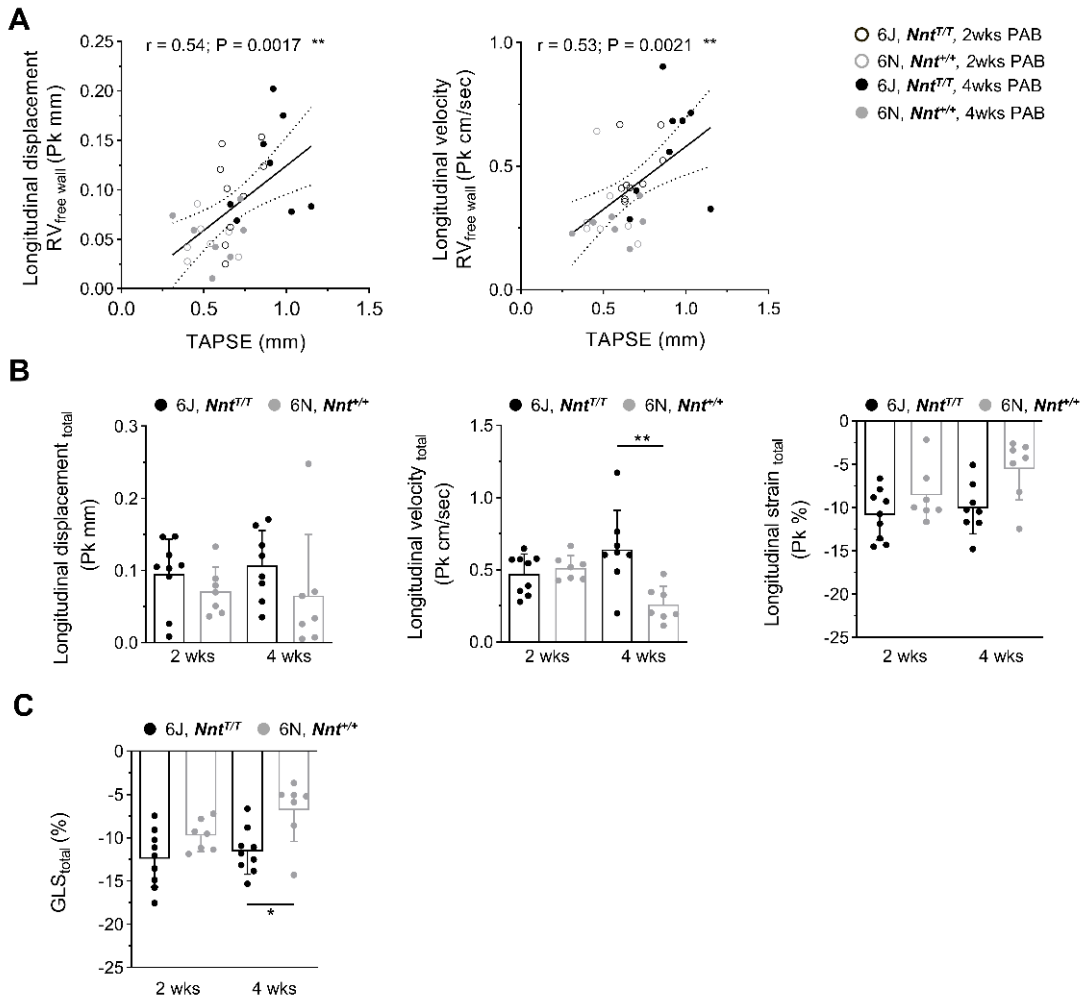 A
r = 0.54; P = 0.0017 **
Longitudinal displacement
RVfree wall (Pk mm)
0.25
0.20
0.15
0.10
0.05
0.00
0.0 0.5 1.0 1.5
TAPSE (mm)
r = 0.53; P = 0.0021 **
Longitudinal velocity
RVfree wall (Pk cm/sec)
1.0
0.5
0.0
0.0 0.5 1.0 1.5
TAPSE (mm)
6J, NntT/T, 2wks PAB
6N, Nnt+/+, 2wks PAB
6J, NntT/T, 4wks PAB
6N, Nnt+/+, 4wks PAB
B
6J, NntT/T 6N, Nnt+/+
Longitudinal displacement total
(Pk mm)
0.3
0.2
0.1
0.0
2 wks 4 wks
6J, NntT/T 6N, Nnt+/+
Longitudinal velocity total
(Pk cm/sec)
1.5
1.0
0.5
0.0
**
2 wks 4 wks
6J, NntT/T 6N, Nnt+/+
Longitudinal strain total
(Pk %)
0
-5
-10
-15
-20
-25
2 wks 4 wks
C
6J, NntT/T 6N, Nnt+/+
GLStotal (%)
0
-5
-10
-15
-20
-25
*
2 wks 4 wks